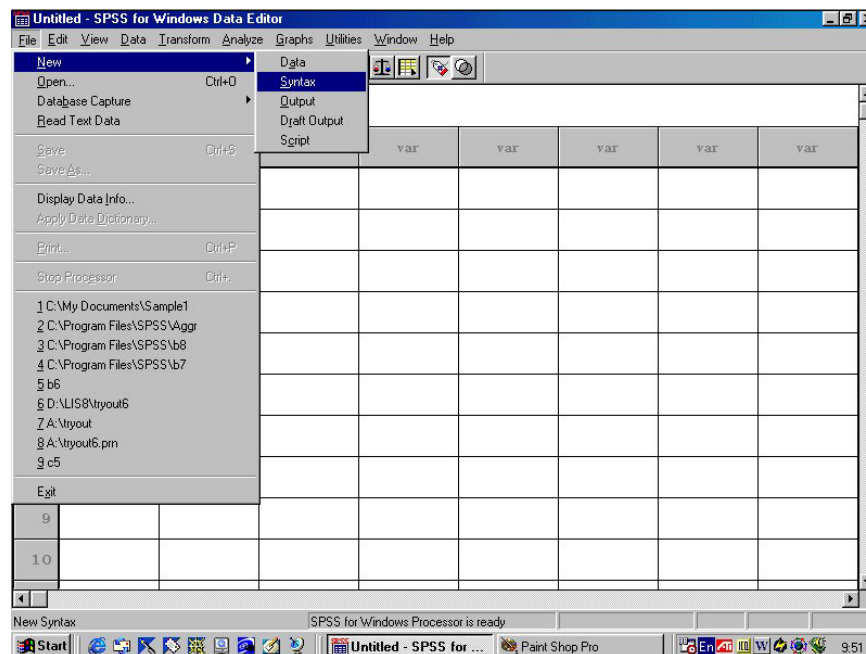 Untitled - SPSS for Windows Data Editor
File Edit View Data Transform Analyze Graphs Utilities Window Help
New
Open... Ctrl+O
Database Capture
Read Text Data
Save Ctrl+S
Save As...
Display Data Info...
Apply Data Dictionary...
Print... Ctrl+P
Stop Processor Ctrl+.
1 C:\My Documents\Sample1
2 C:\Program Files\SPSS\Aggr
3 C:\Program Files\SPSS\b8
4 C:\Program Files\SPSS\b7
5 b6
6 D:\LIS8\tryout6
7 A:\tryout
8 A:\tryout6.prn
9 c5
Exit
Data
Syntax
Output
Draft Output
Script
var var var var var
9
10
New Syntax SPSS for Windows Processor is ready
Start Untitled - SPSS for ... Paint Shop Pro En W 9:51